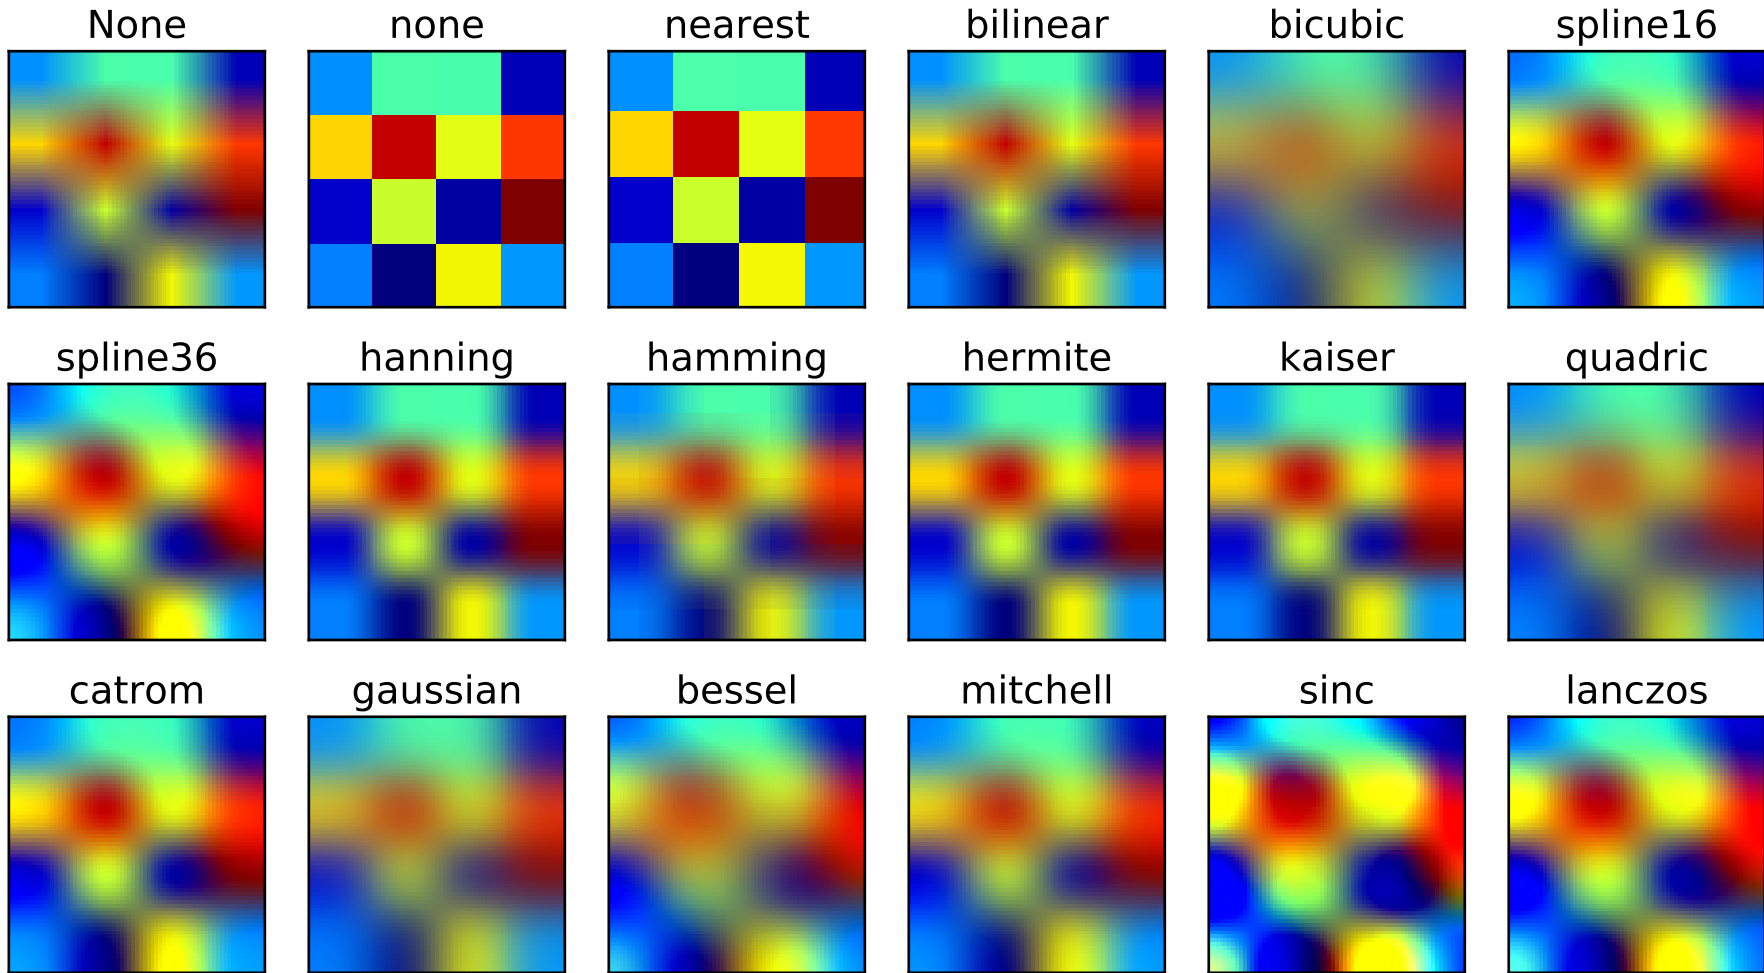 None none nearest bilinear bicubic spline16
spline36 hanning hamming hermite kaiser quadric
catrom gaussian bessel mitchell sinc lanczos